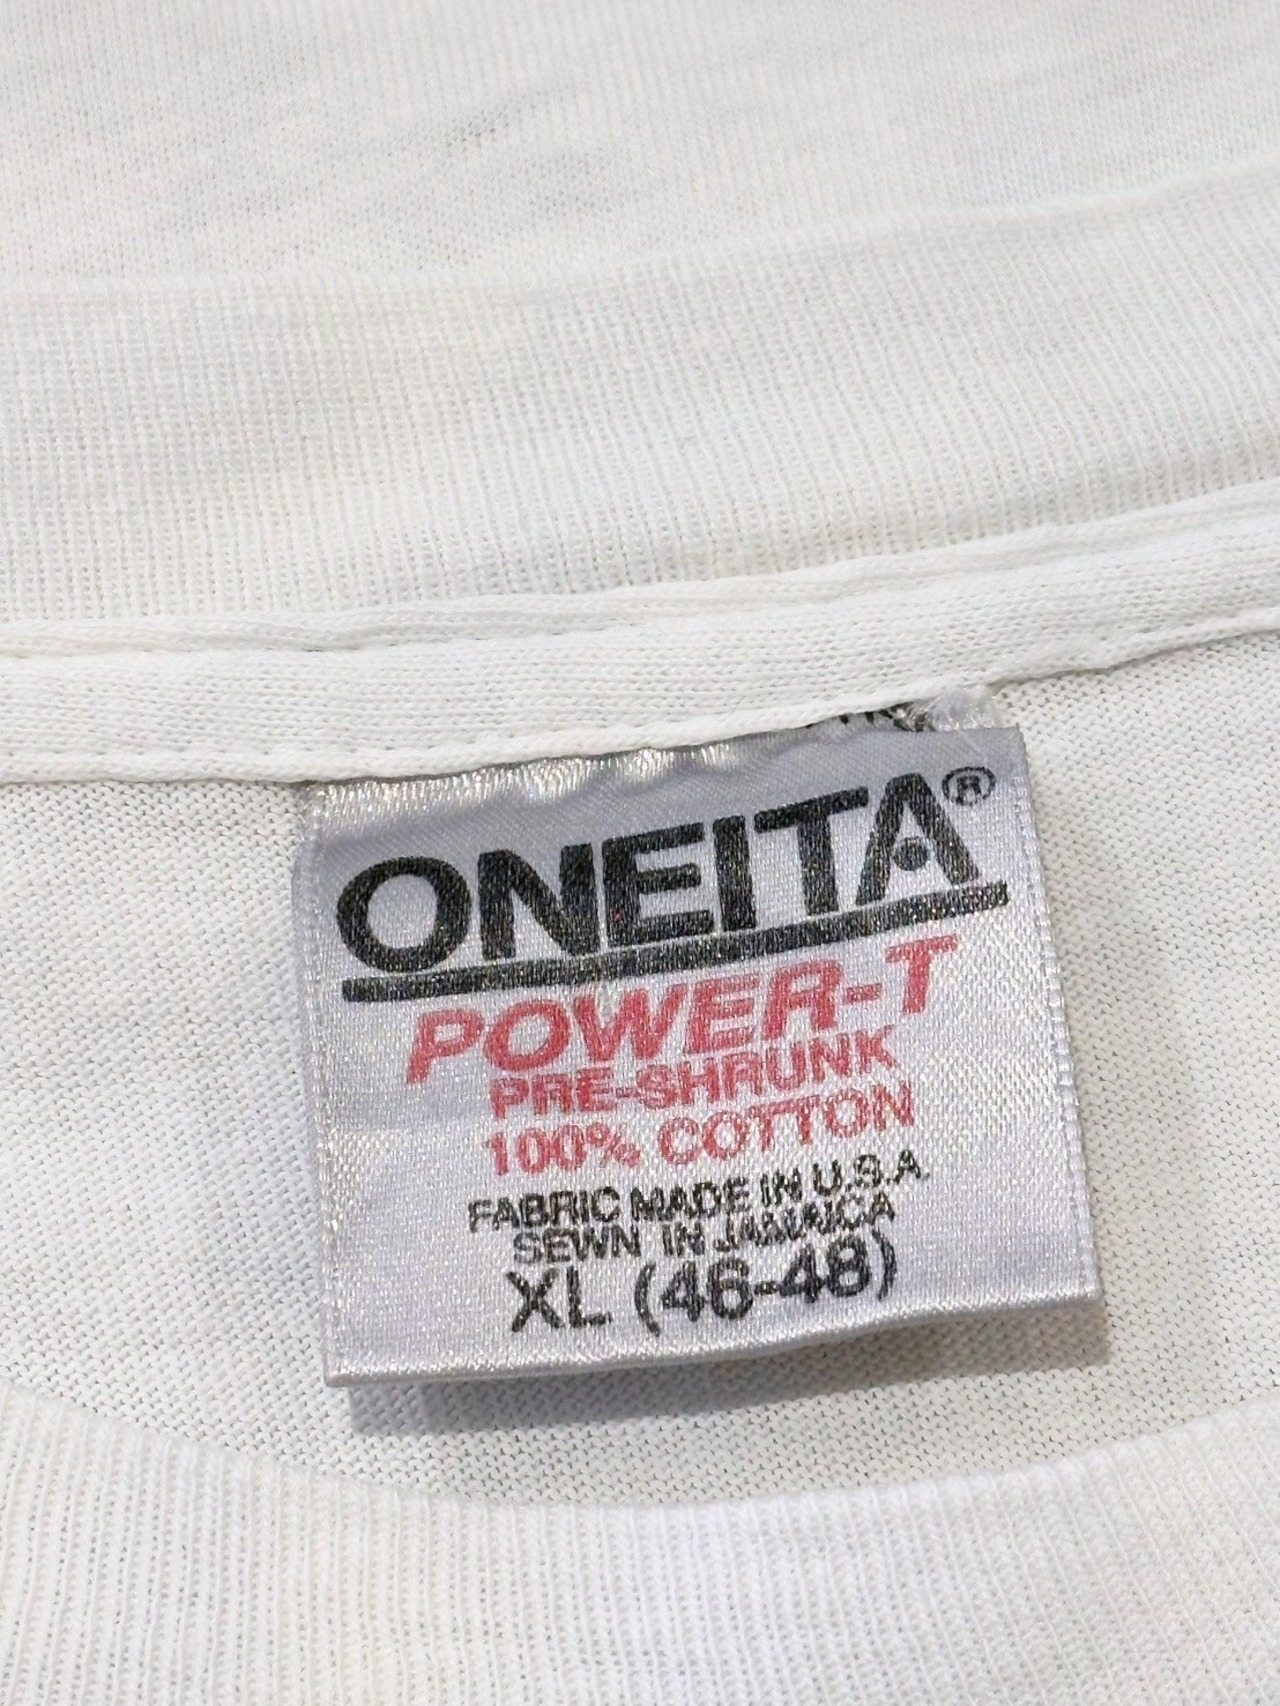 ONEITA®
POWER-T
PRE-SHRUNK
100% COTTON
FABRIC MADE IN U.S.A.
SEWN IN JAMAICA
XL (46-48)